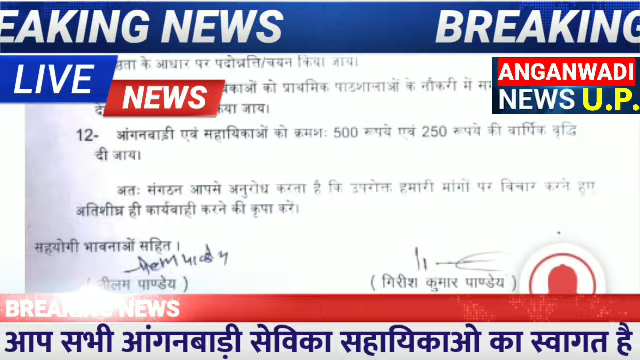 EAKING NEWS
BREAKING
LIVE
NEWS
ANGANWADI
NEWS U.P.
के आधार पर पदोन्नति/चयन किया जाय।
को प्राथमिक पाठशालाओं के नौकरी में
किया जाय।
12- आंगनबाड़ी एवं सहायिकाओं को क्रमशः 500 रूपये एवं 250 रूपये की वार्षिक वृद्धि
दी जाय।
अतः संगठन आपसे अनुरोध करता है कि उपरोक्त हमारी मांगों पर विचार करते हुए
अतिशीघ्र ही कार्यवाही करने की कृपा करें।
सहयोगी भावनाओं सहित।
(नीलम पाण्डेय)
(गिरीश कुमार पाण्डेय)
BREAKING NEWS
आप सभी आंगनबाड़ी सेविका सहायिकाओ का स्वागत है